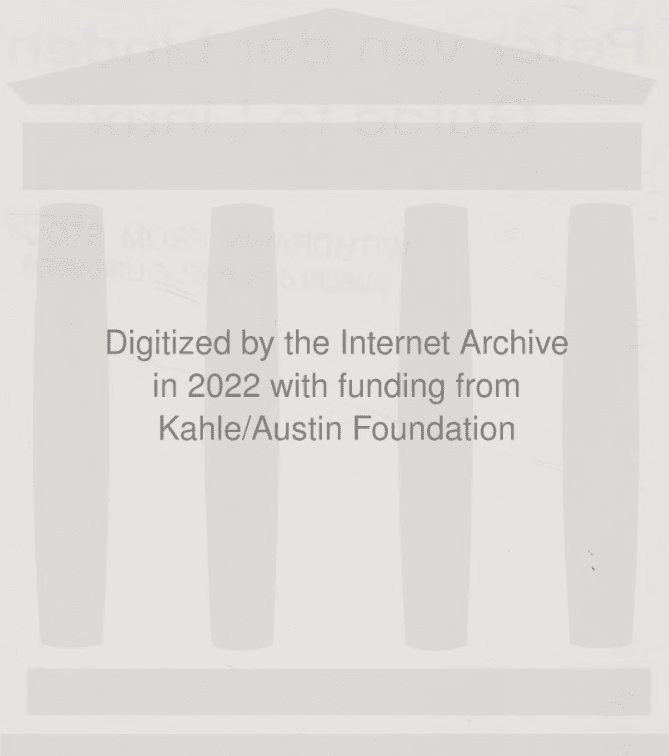 Digitized by the Internet Archive
in 2022 with funding from
Kahle/Austin Foundation